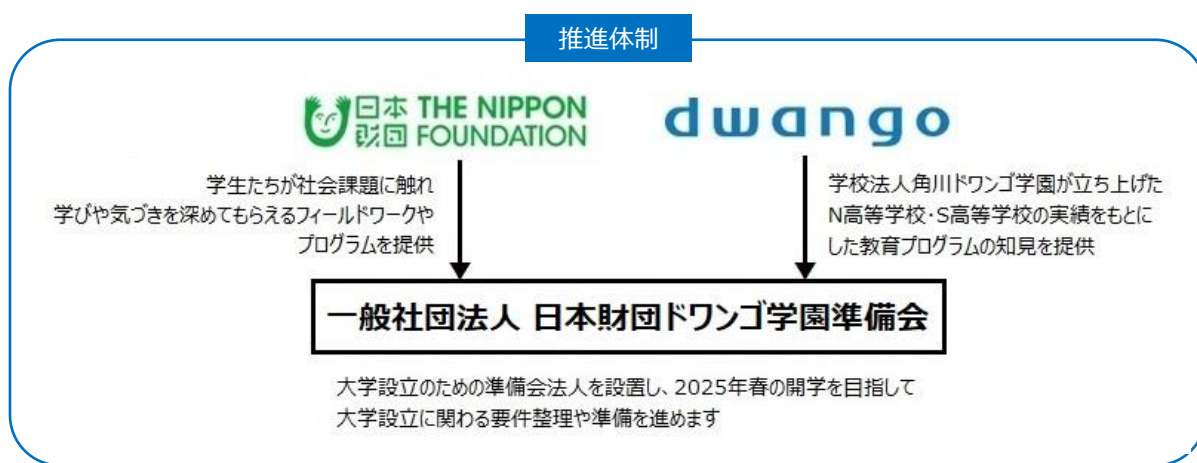 推進体制
日本 THE NIPPON
財団 FOUNDATION
dwango
学生たちが社会課題に触れ
学びや気づきを深めてもらえるフィールドワークや
プログラムを提供
学校法人角川ドワンゴ学園が立ち上げた
N高等学校・S高等学校の実績をもとに
した教育プログラムの知見を提供
一般社団法人 日本財団ドワンゴ学園準備会
大学設立のための準備会法人を設置し、2025年春の開学を目指して
大学設立に関わる要件整理や準備を進めます